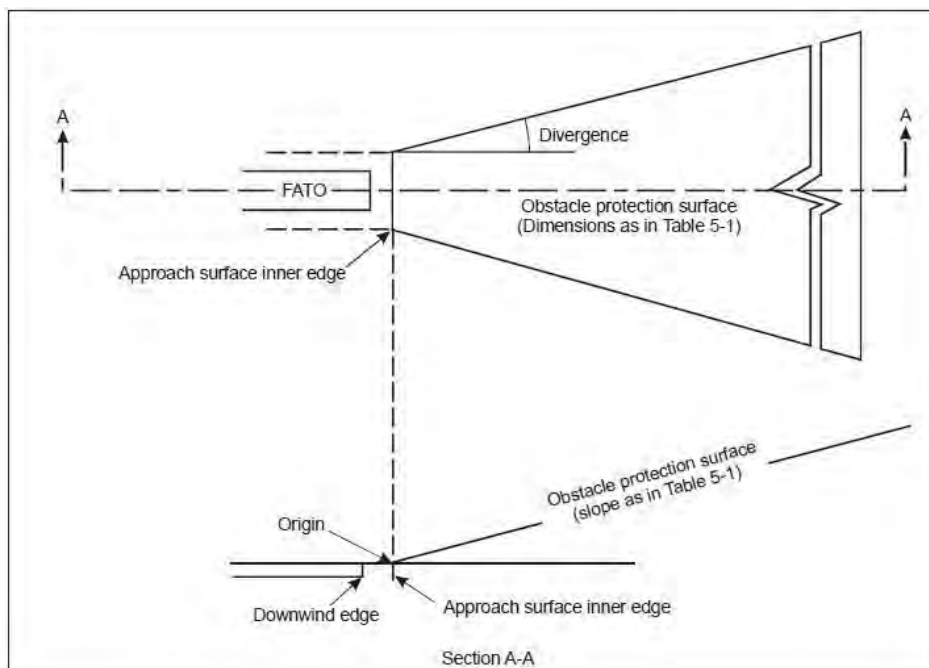 A
A
Divergence
FATO
Obstacle protection surface
(Dimensions as in Table 5-1)
Approach surface inner edge
Obstacle protection surface
(slope as in Table 5-1)
Origin
Downwind edge
Approach surface inner edge
Section A-A